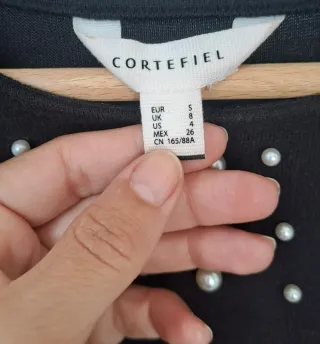 CORTEFIEL
EUR S
UK 8
US 4
MEX 26
CN 165/88A